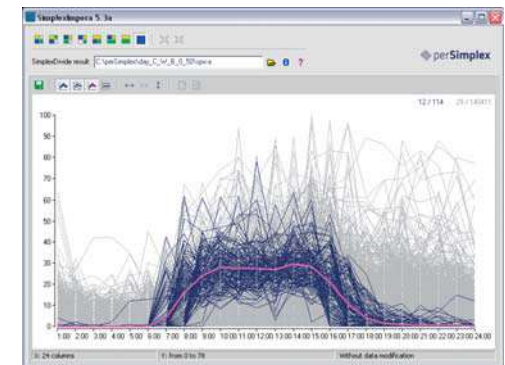 SimplexImpera 5.3a
perSimplex
SimplexDivide result:
12 / 114
100
90
80
70
60
50
40
30
20
10
0
1:00 2:00 3:00 4:00 5:00 6:00 7:00 8:00 9:00 10:00 11:00 12:00 13:00 14:00 15:00 16:00 17:00 18:00 19:00 20:00 21:00 22:00 23:00 24:00
X: 24 columns
Y: from 0 to 78
Without data modification